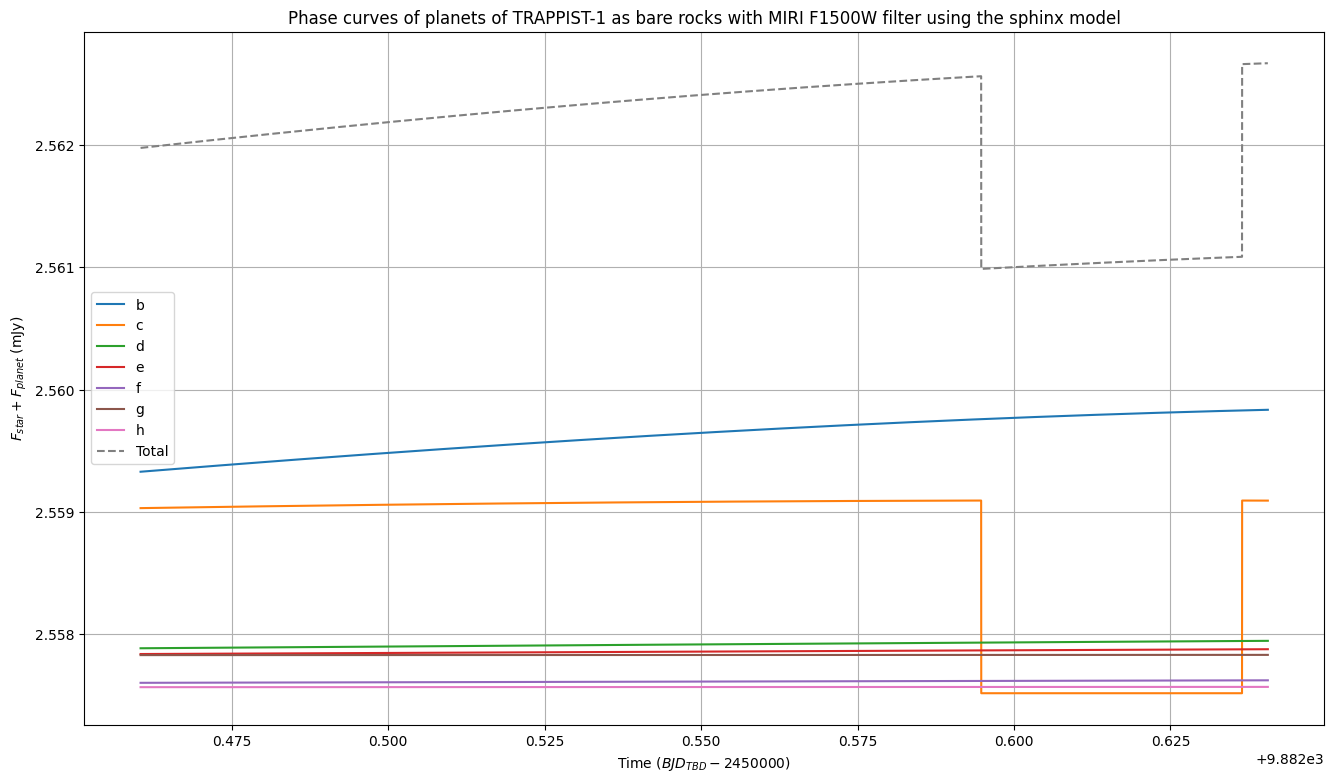 Phase curves of planets of TRAPPIST-1 as bare rocks with MIRI F1500W filter using the sphinx model
2.562
2.561
2.560
2.559
2.558
F_{star} + F_{planet} (mJy)
b
c
d
e
f
g
h
Total
0.475 0.500 0.525 0.550 0.575 0.600 0.625
+9.882e3
Time (BJD_{TBD} − 2450000)